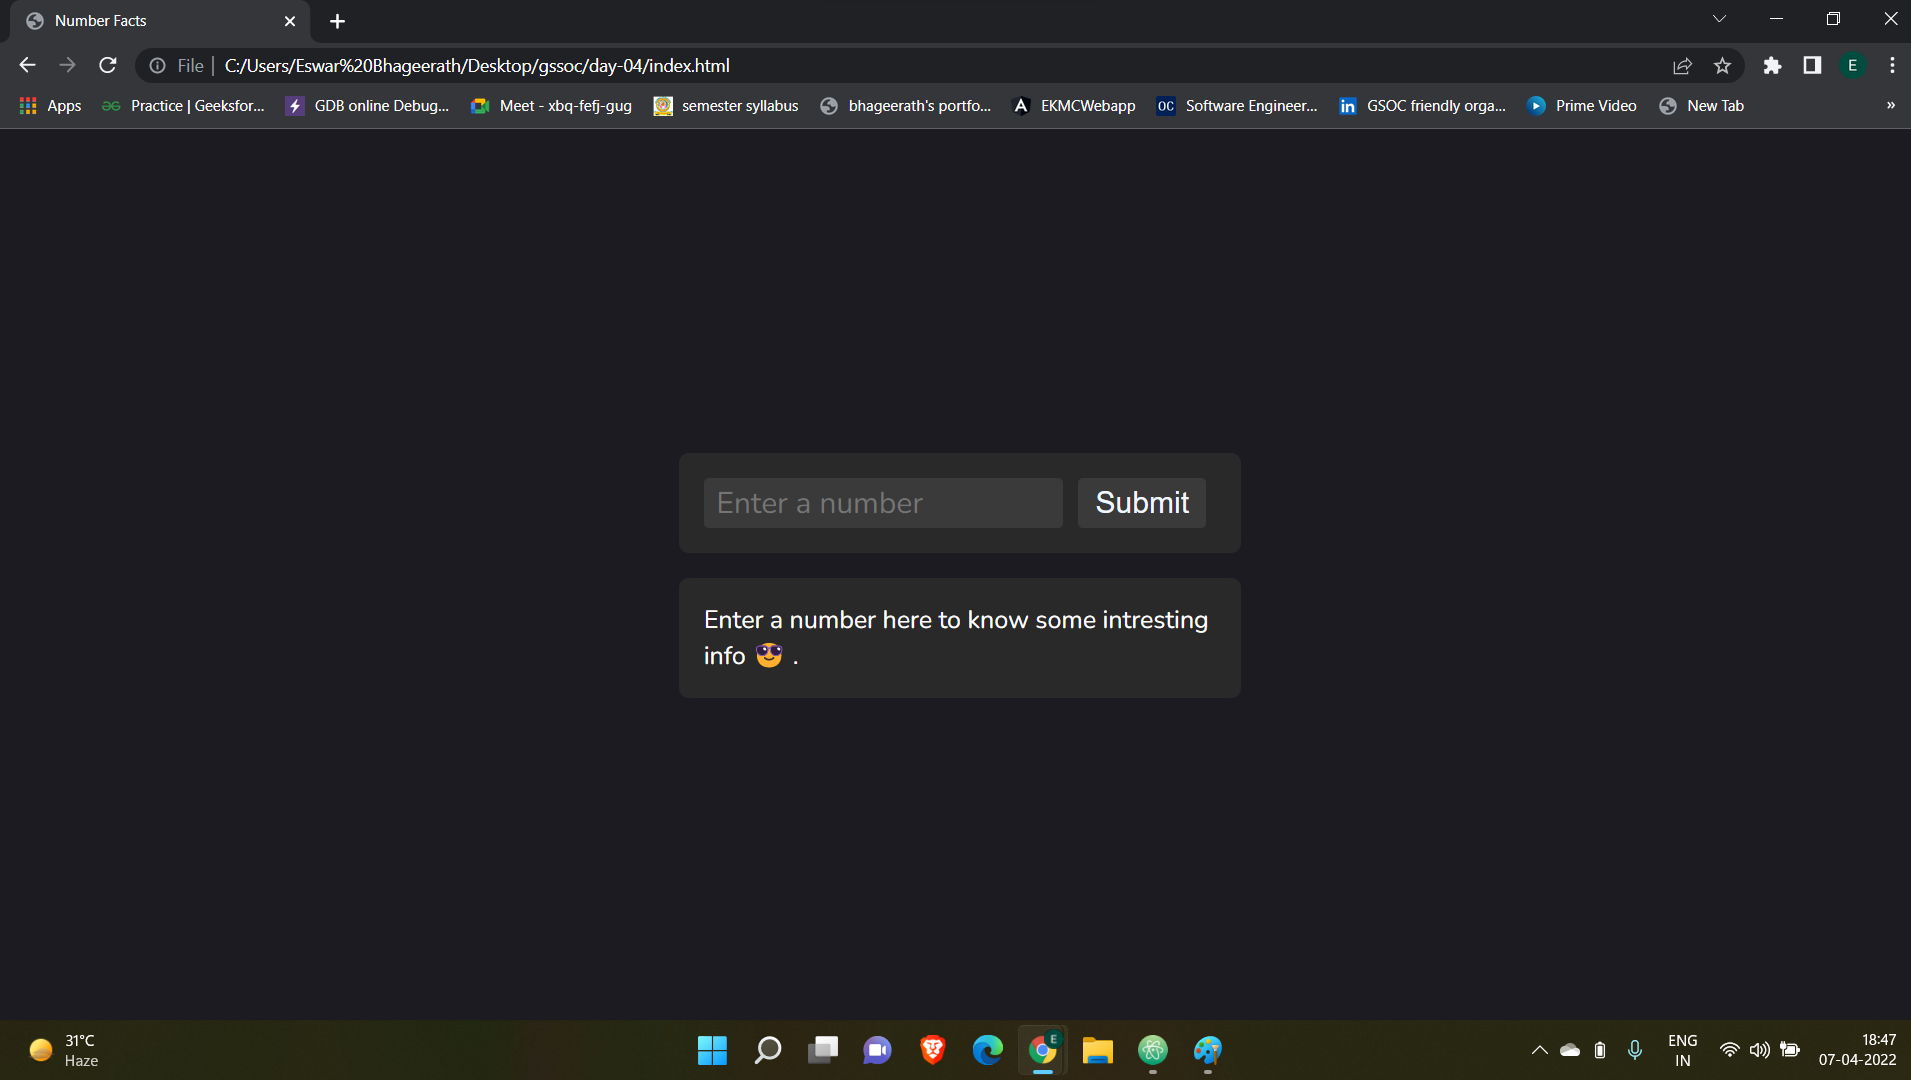 Number Facts
File | C:/Users/Eswar%20Bhageerath/Desktop/gssoc/day-04/index.html
E
Apps Practice | Geeksfor... GDB online Debug... Meet - xbq-fefj-gug semester syllabus bhageerath's portfo... A EKMCWebapp OC Software Engineer... in GSOC friendly orga... Prime Video New Tab »
Enter a number Submit
Enter a number here to know some intresting
info 😎 .
31°C
Haze
E
ENG
IN
18:47
07-04-2022